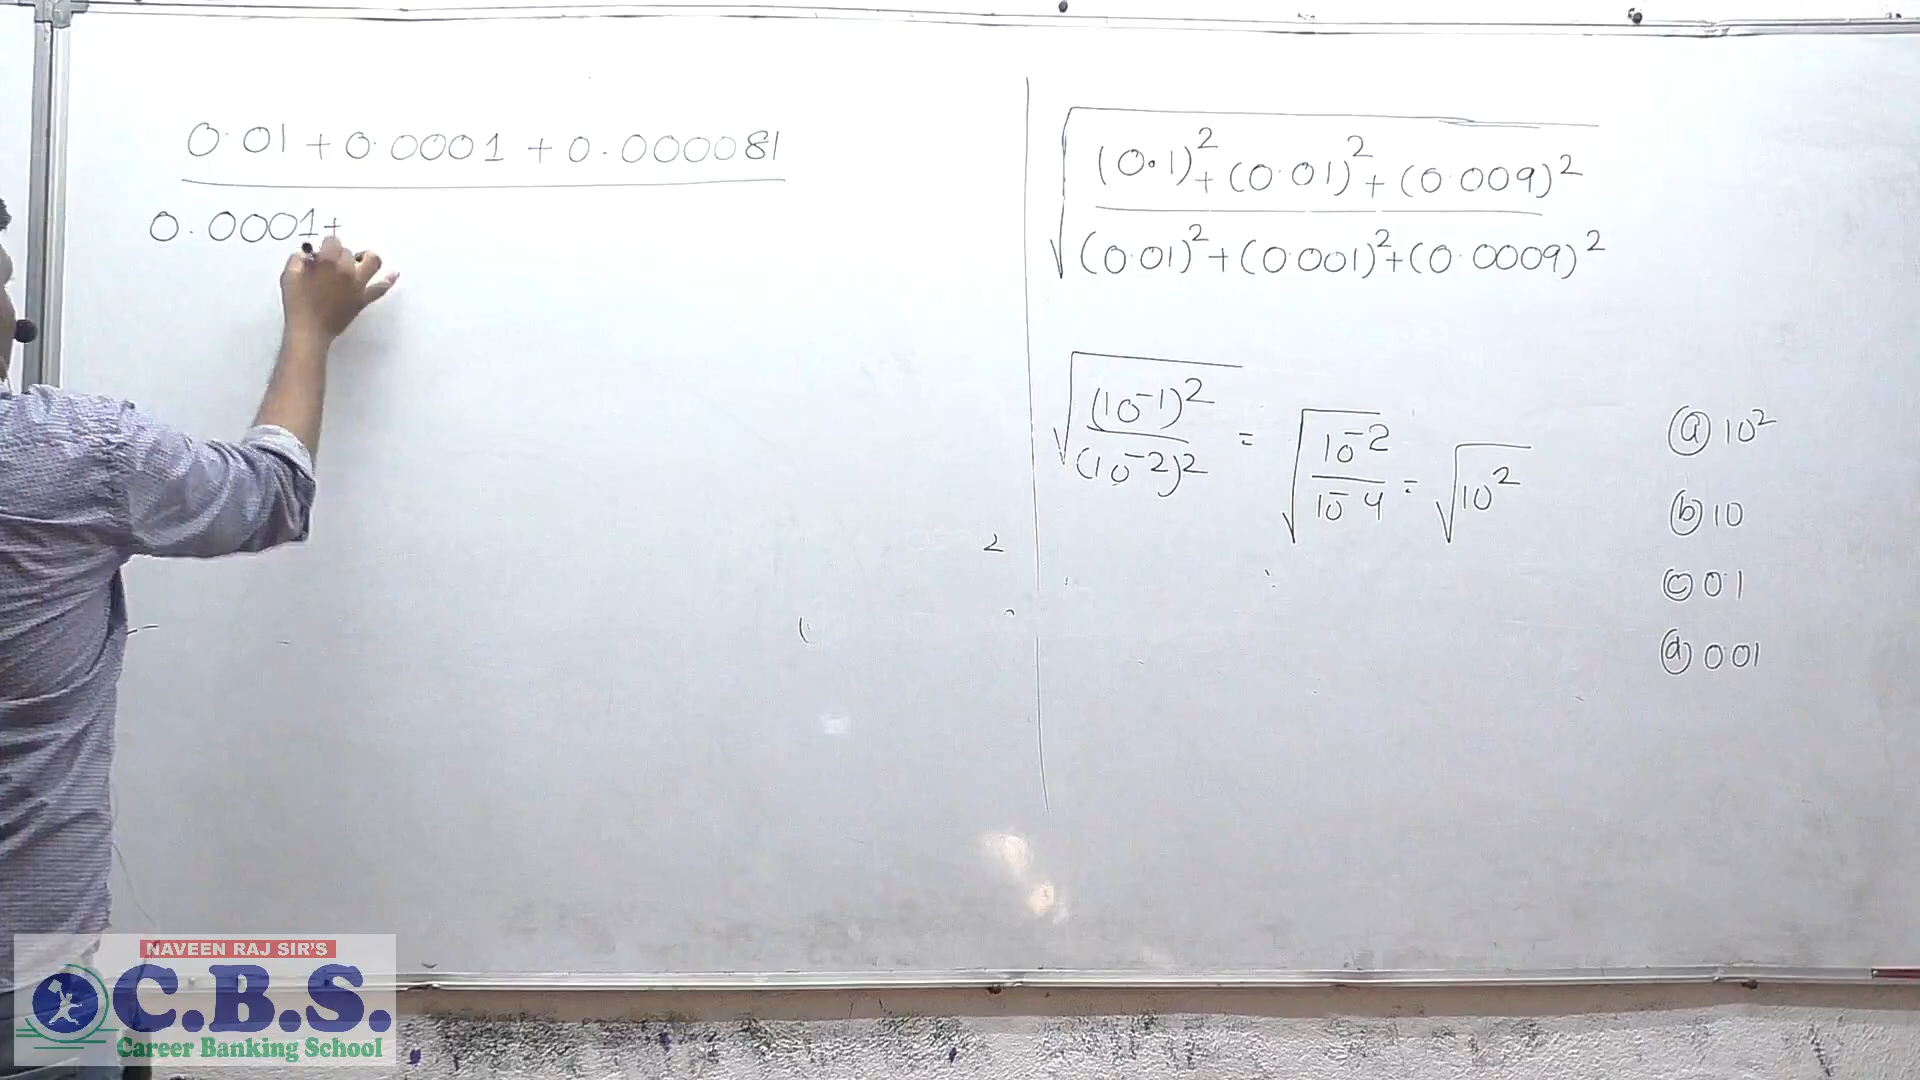 0.01 + 0.0001 + 0.000081
0.0001+
√((0.1)²+(0.01)²+(0.009)²
(0.01)²+(0.001)²+(0.0009)²)
√((10⁻¹)²/(10⁻²)²) = √(10⁻²/10⁻⁴) = √10²
2
(a) 10²
(b) 10
(c) 0.1
(d) 0.01
NAVEEN RAJ SIR'S
C.B.S.
Career Banking School